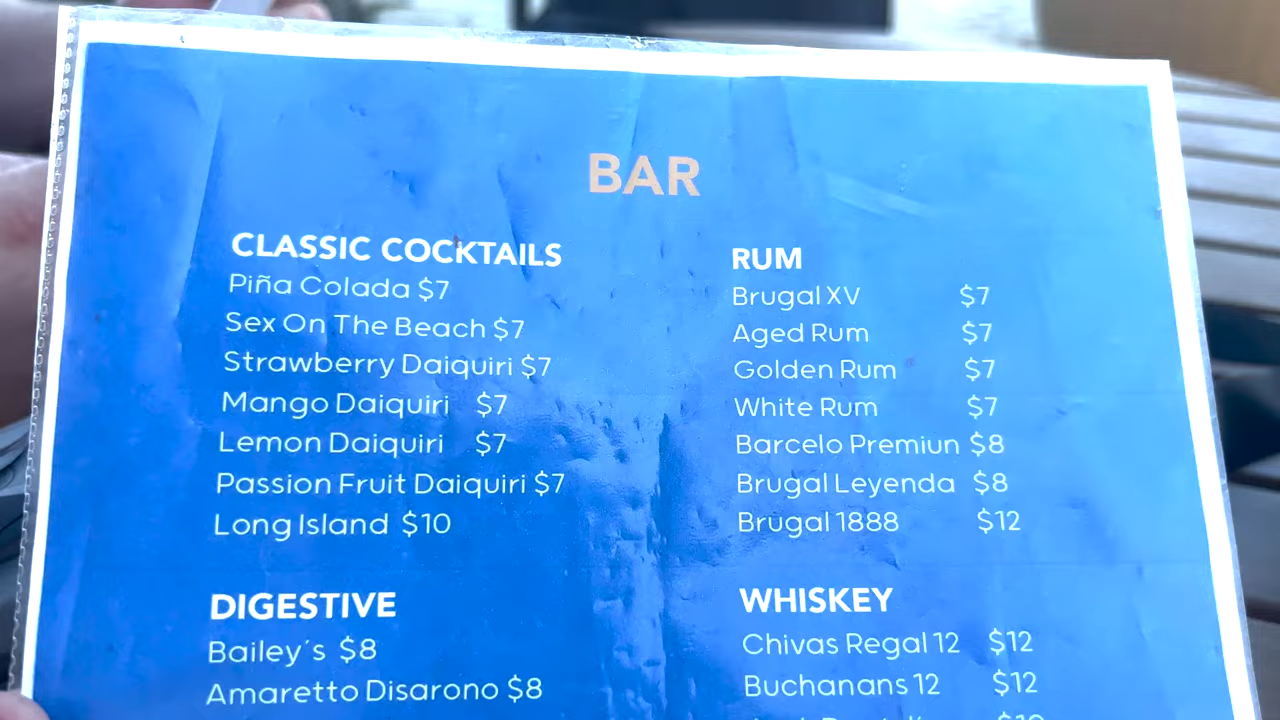 BAR
CLASSIC COCKTAILS
Piña Colada $7
Sex On The Beach $7
Strawberry Daiquiri $7
Mango Daiquiri $7
Lemon Daiquiri $7
Passion Fruit Daiquiri $7
Long Island $10
DIGESTIVE
Bailey´s $8
Amaretto Disarono $8
RUM
Brugal XV $7
Aged Rum $7
Golden Rum $7
White Rum $7
Barcelo Premiun $8
Brugal Leyenda $8
Brugal 1888 $12
WHISKEY
Chivas Regal 12 $12
Buchanans 12 $12